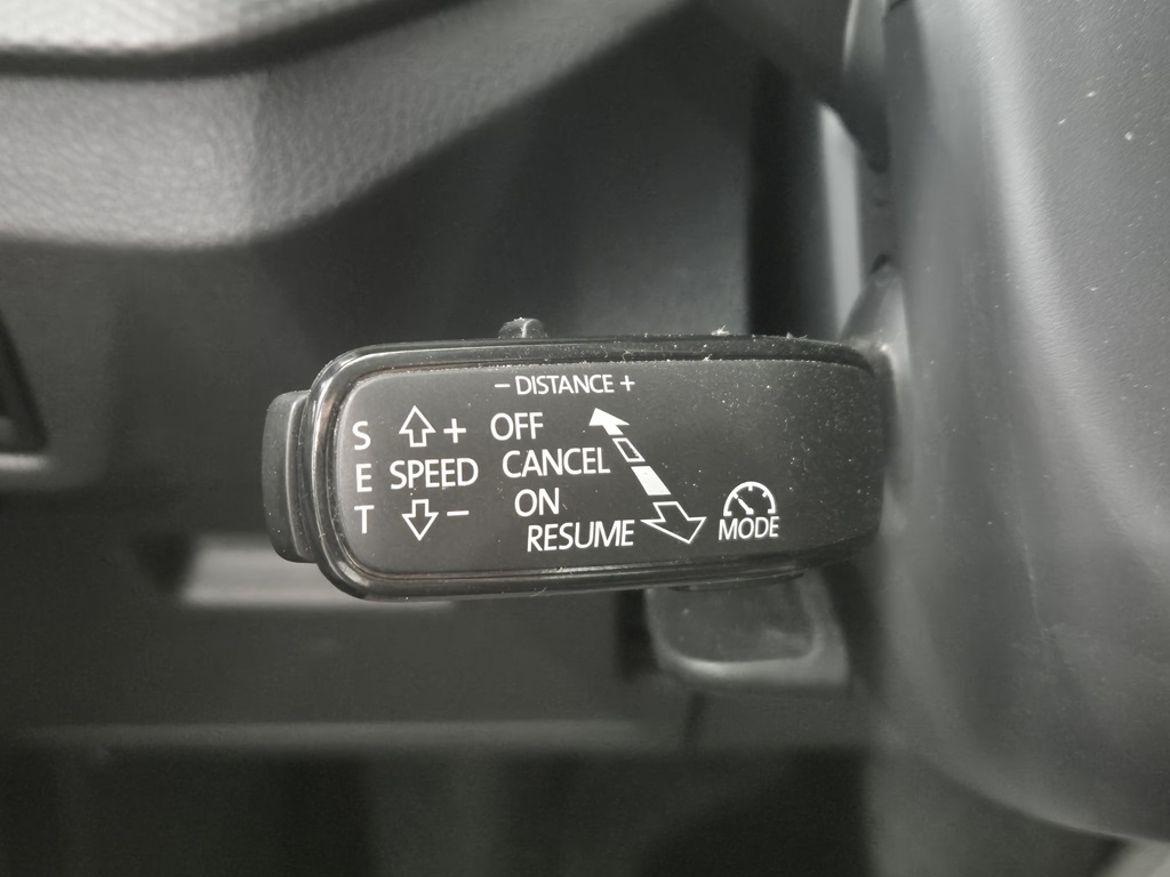 - DISTANCE +
S + OFF
E SPEED CANCEL
T - ON
RESUME
MODE